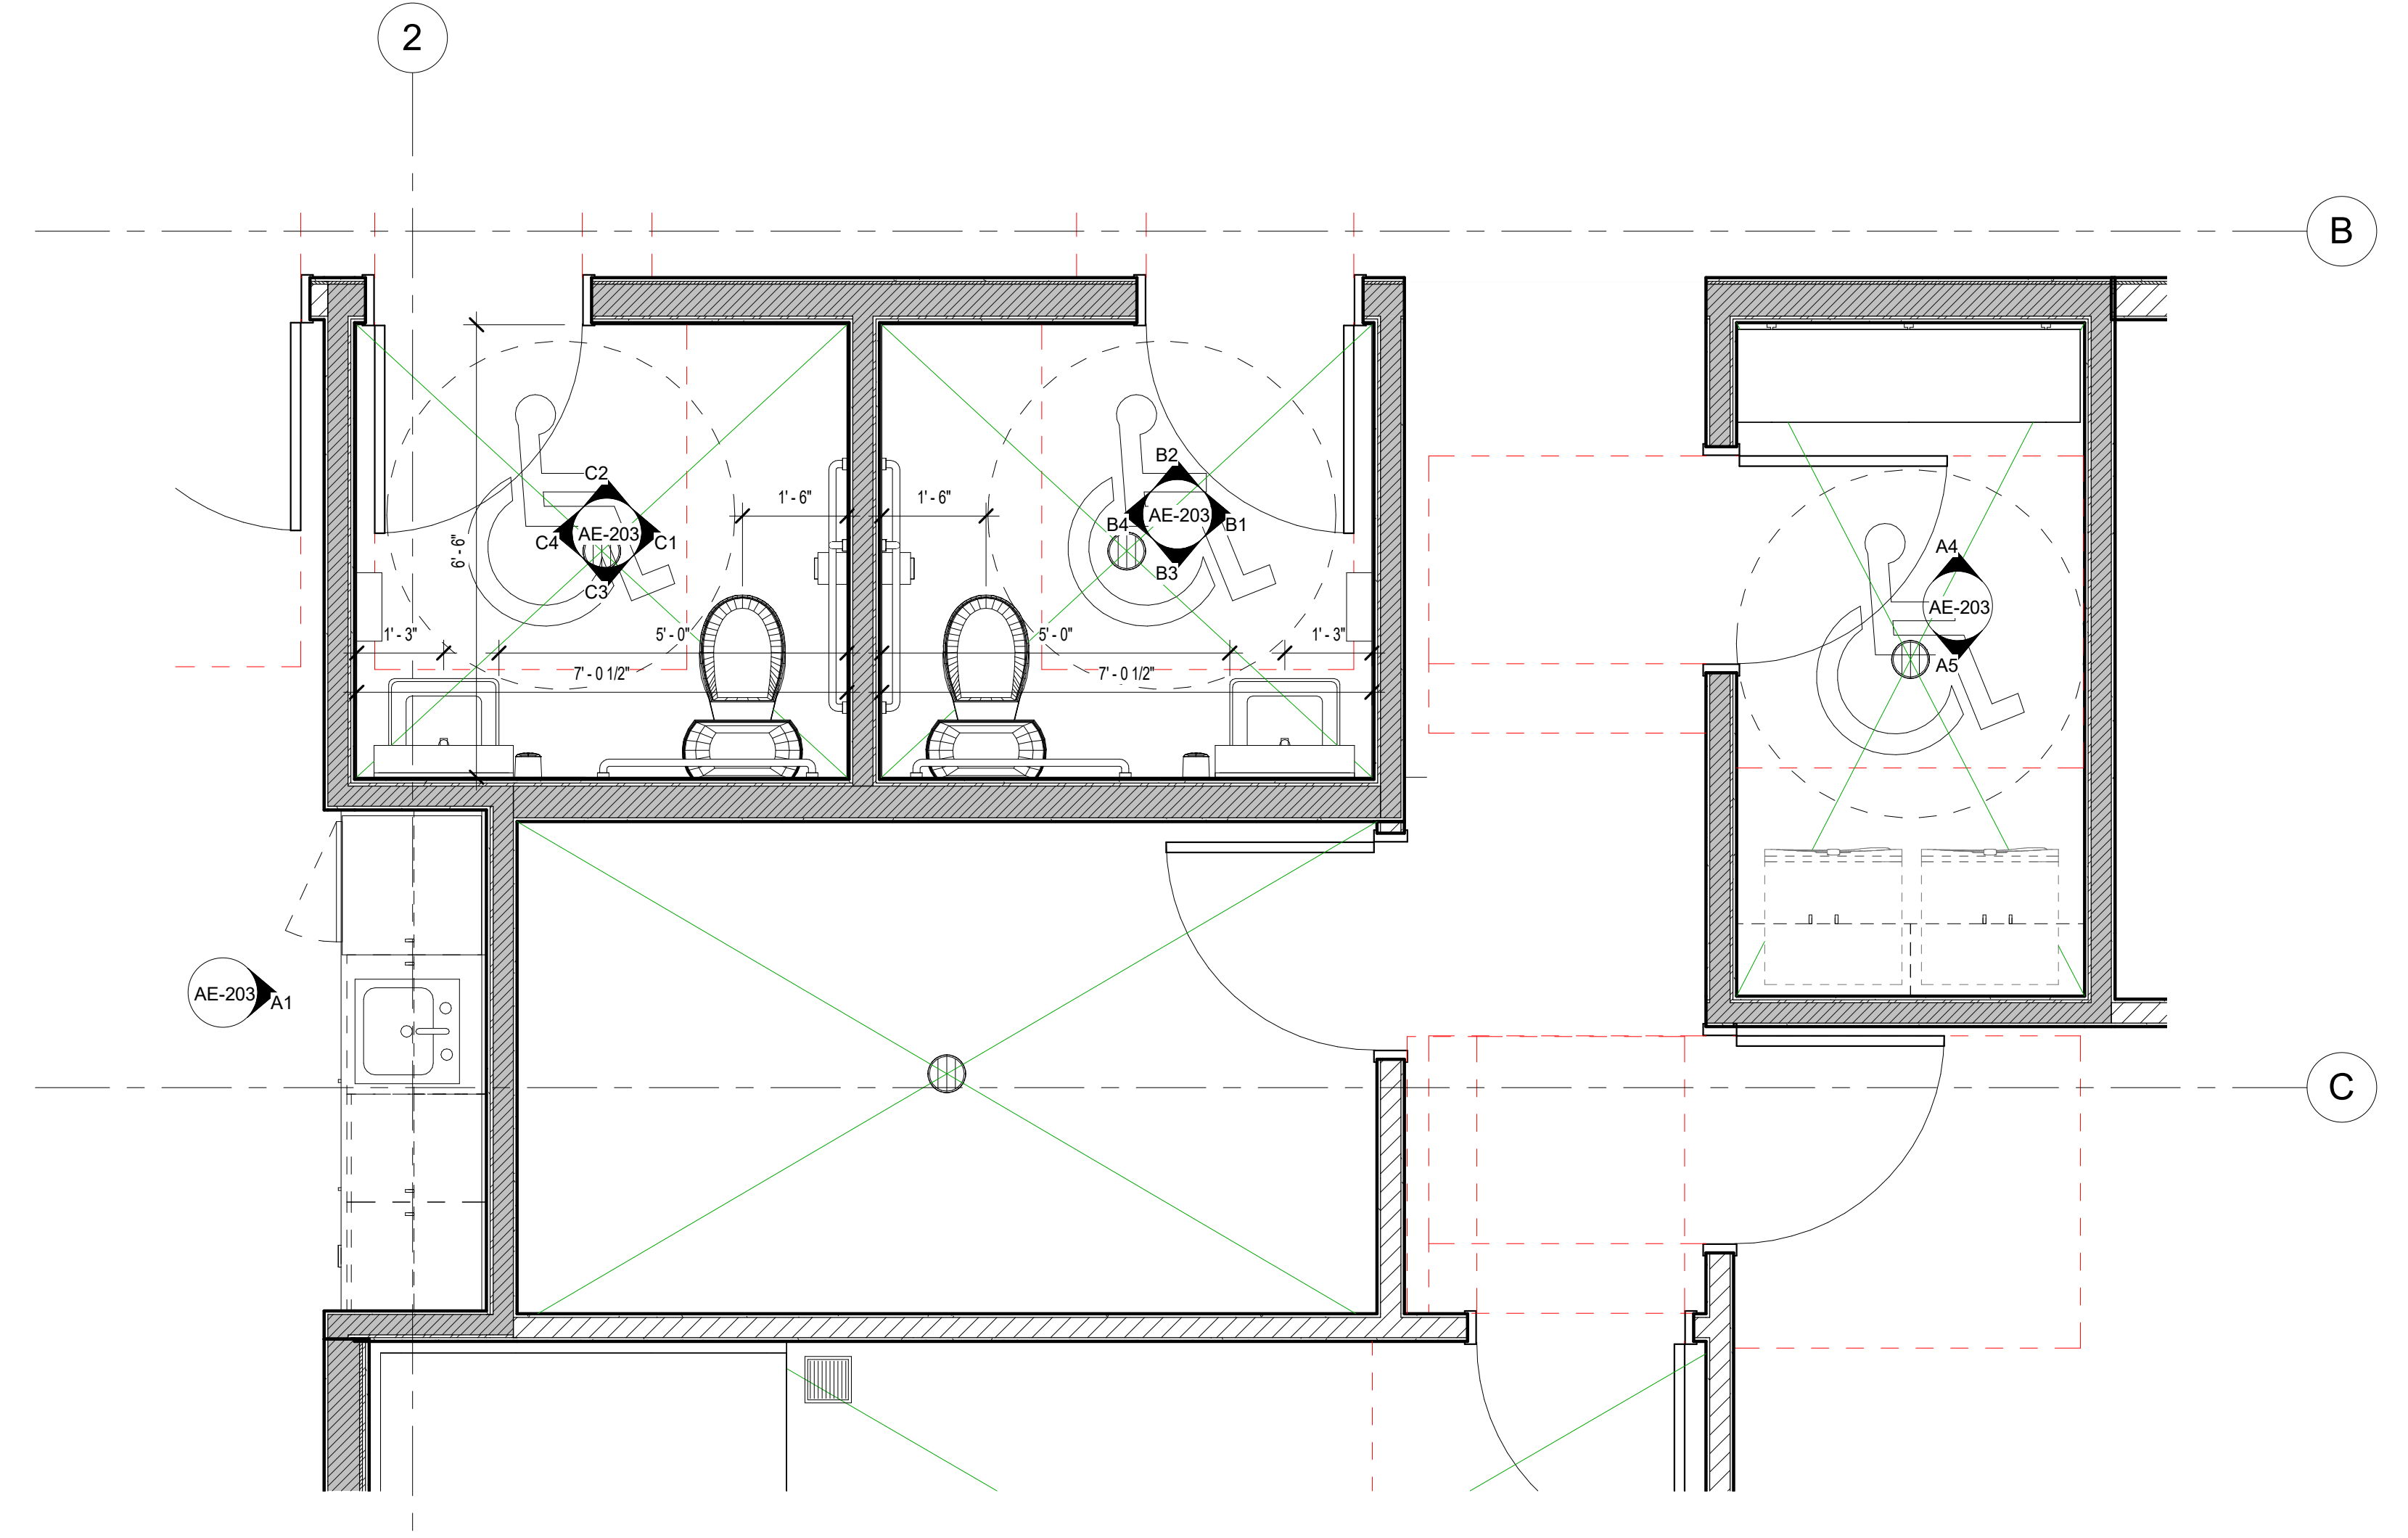 2
B
C2
AE-203
C4
C1
C3
1' - 6"
1' - 6"
B2
B4
AE-203
B1
B3
6' - 6"
A4
AE-203
A5
1' - 3"
5' - 0"
5' - 0"
1' - 3"
7' - 0 1/2"
7' - 0 1/2"
AE-203
A1
C